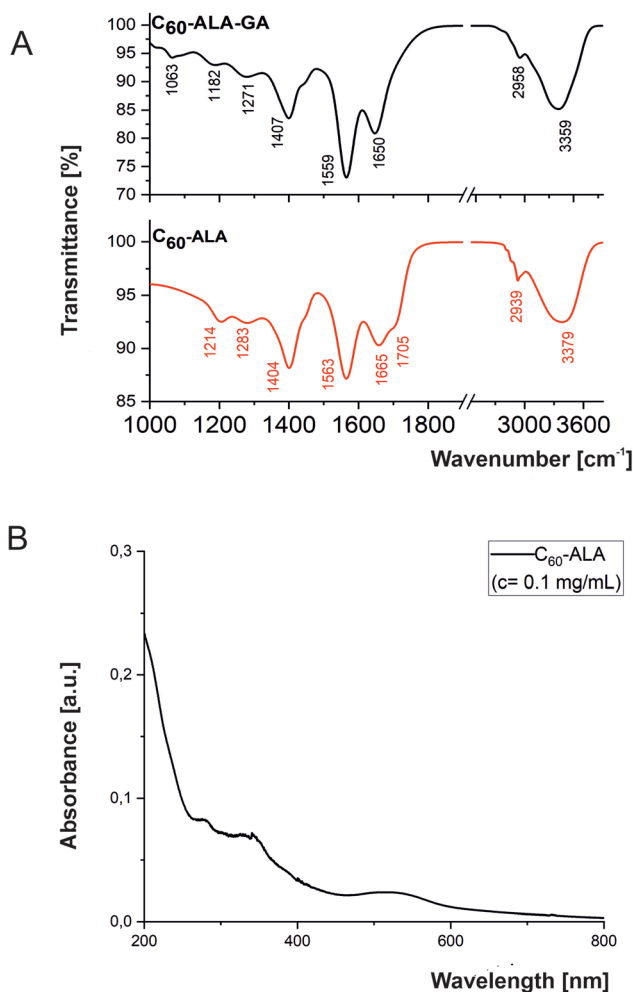 A
C60-ALA-GA
100
95
90
85
80
75
70
1063
1182
1271
1407
1559
1650
2958
3359
Transmittance [%]
C60-ALA
100
95
90
85
1214
1283
1404
1563
1665
1705
2939
3379
1000 1200 1400 1600 1800 3000 3600
Wavenumber [cm-1]
B
C60-ALA
(c= 0.1 mg/mL)
0,3
0,2
0,1
0,0
Absorbance [a.u.]
200 400 600 800
Wavelength [nm]